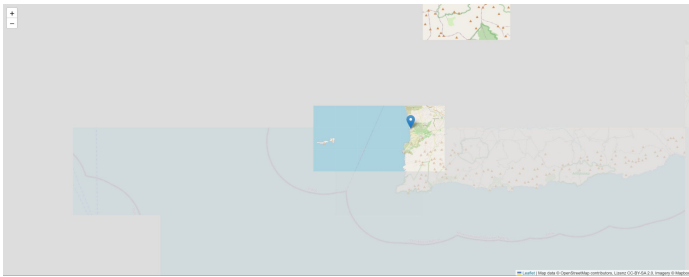 +
−
Leaflet | Map data © OpenStreetMap contributors, Lizenz CC-BY-SA 2.0, Imagery © Mapbox